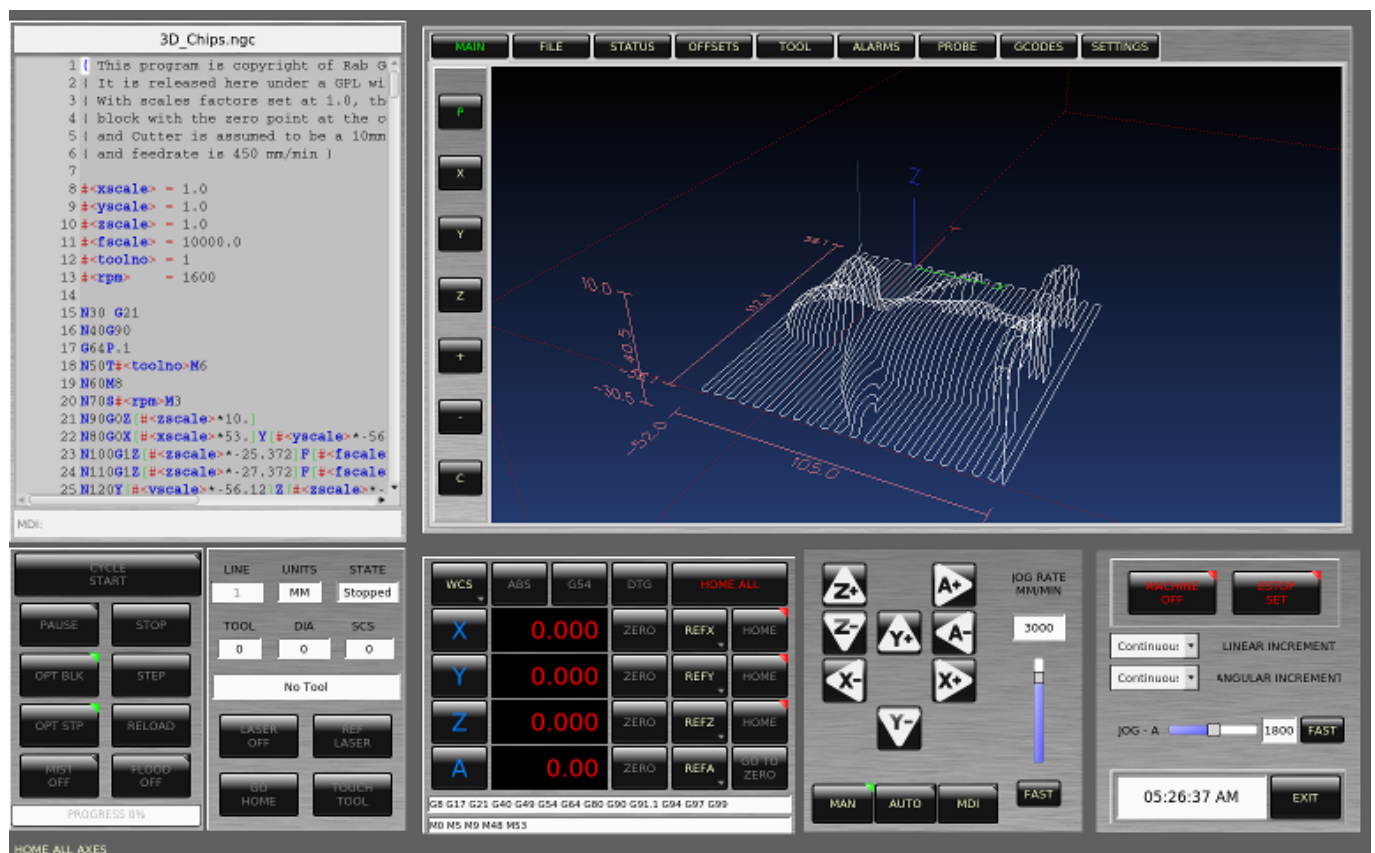 3D_Chips.ngc
1 ( This program is copyright of Rab G
2 ( It is released here under a GPL wi
3 ( With scales factors set at 1.0, th
4 ( block with the zero point at the c
5 ( and Cutter is assumed to be a 10mm
6 ( and feedrate is 450 mm/min )
7
8 #<xscale> = 1.0
9 #<yscale> = 1.0
10 #<zscale> = 1.0
11 #<fscale> = 10000.0
12 #<toolno> = 1
13 #<rpm> = 1600
14
15 N30 G21
16 N40G90
17 G64P.1
18 N50T#<toolno>M6
19 N60M8
20 N70S#<rpm>M3
21 N90G0Z[#<zscale>*10.]
22 N80G0X[#<xscale>*53.]Y[#<yscale>*-56
23 N100G1Z[#<zscale>*-25.372]F[#<fscale
24 N110G1Z[#<zscale>*-27.372]F[#<fscale
25 N120Y[#<yscale>*-56.12]Z[#<zscale>*-
MDI:
MAIN FILE STATUS OFFSETS TOOL ALARMS PROBE GCODES SETTINGS
P
X
Y
Z
+
-
C
Z
Y
10.0
40.5
-30.5
-52.0
105.0
CYCLE
START
PAUSE STOP
OPT BLK STEP
OPT STP RELOAD
MIST
OFF
FLOOD
OFF
PROGRESS 0%
LINE UNITS STATE
1 MM Stopped
TOOL DIA SCS
0 0 0
No Tool
LASER
OFF
REF
LASER
GO
HOME
TOUCH
TOOL
WCS ABS G54 DTG HOME ALL
X 0.000 ZERO REFX HOME
Y 0.000 ZERO REFY HOME
Z 0.000 ZERO REFZ HOME
A 0.00 ZERO REFA GO TO
ZERO
G8 G17 G21 G40 G49 G54 G64 G80 G90 G91.1 G94 G97 G99
M0 M5 M9 M48 M53
Z+ A+
Z- Y+ A-
X- X+
Y-
JOG RATE
MM/MIN
3000
FAST
MAN AUTO MDI
MACHINE
OFF
ESTOP
SET
Continuou: LINEAR INCREMENT
Continuou: ANGULAR INCREMENT
JOG - A 1800 FAST
05:26:37 AM EXIT
HOME ALL AXES